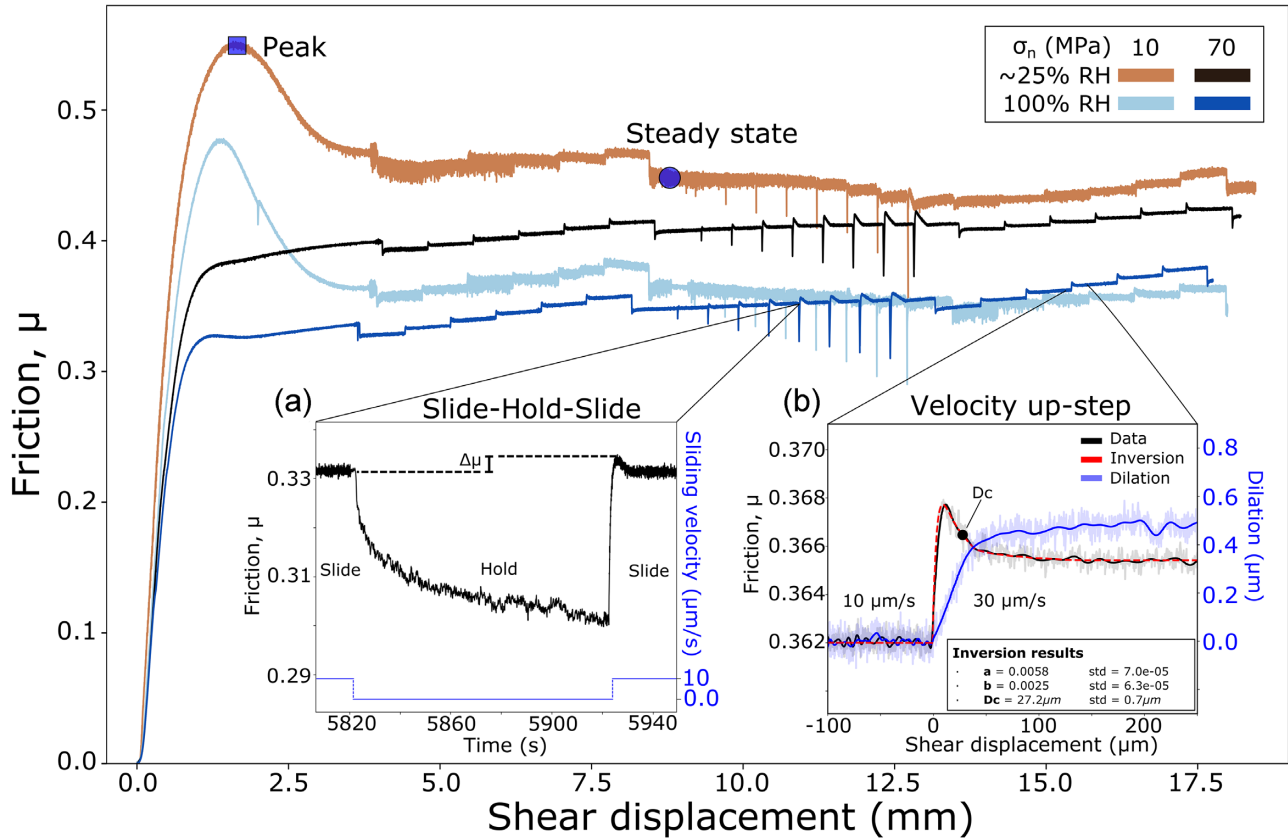 Peak
Steady state
σn (MPa) 10 70
~25% RH
100% RH
Friction, μ
0.5
0.4
0.3
0.2
0.1
0.0
(a) Slide-Hold-Slide
Friction, μ
0.33
0.31
0.29
Δμ
Slide
Hold
Slide
Sliding velocity
(μm/s)
10
0.0
5820 5860 5900 5940
Time (s)
(b) Velocity up-step
Friction, μ
0.370
0.368
0.366
0.364
0.362
Data
Inversion
Dilation
Dc
10 μm/s
30 μm/s
Dilation (μm)
0.8
0.6
0.4
0.2
0.0
Inversion results
· a = 0.0058 std = 7.0e-05
· b = 0.0025 std = 6.3e-05
· Dc = 27.2μm std = 0.7μm
-100 0 100 200
Shear displacement (μm)
0.0 2.5 5.0 7.5 10.0 12.5 15.0 17.5
Shear displacement (mm)